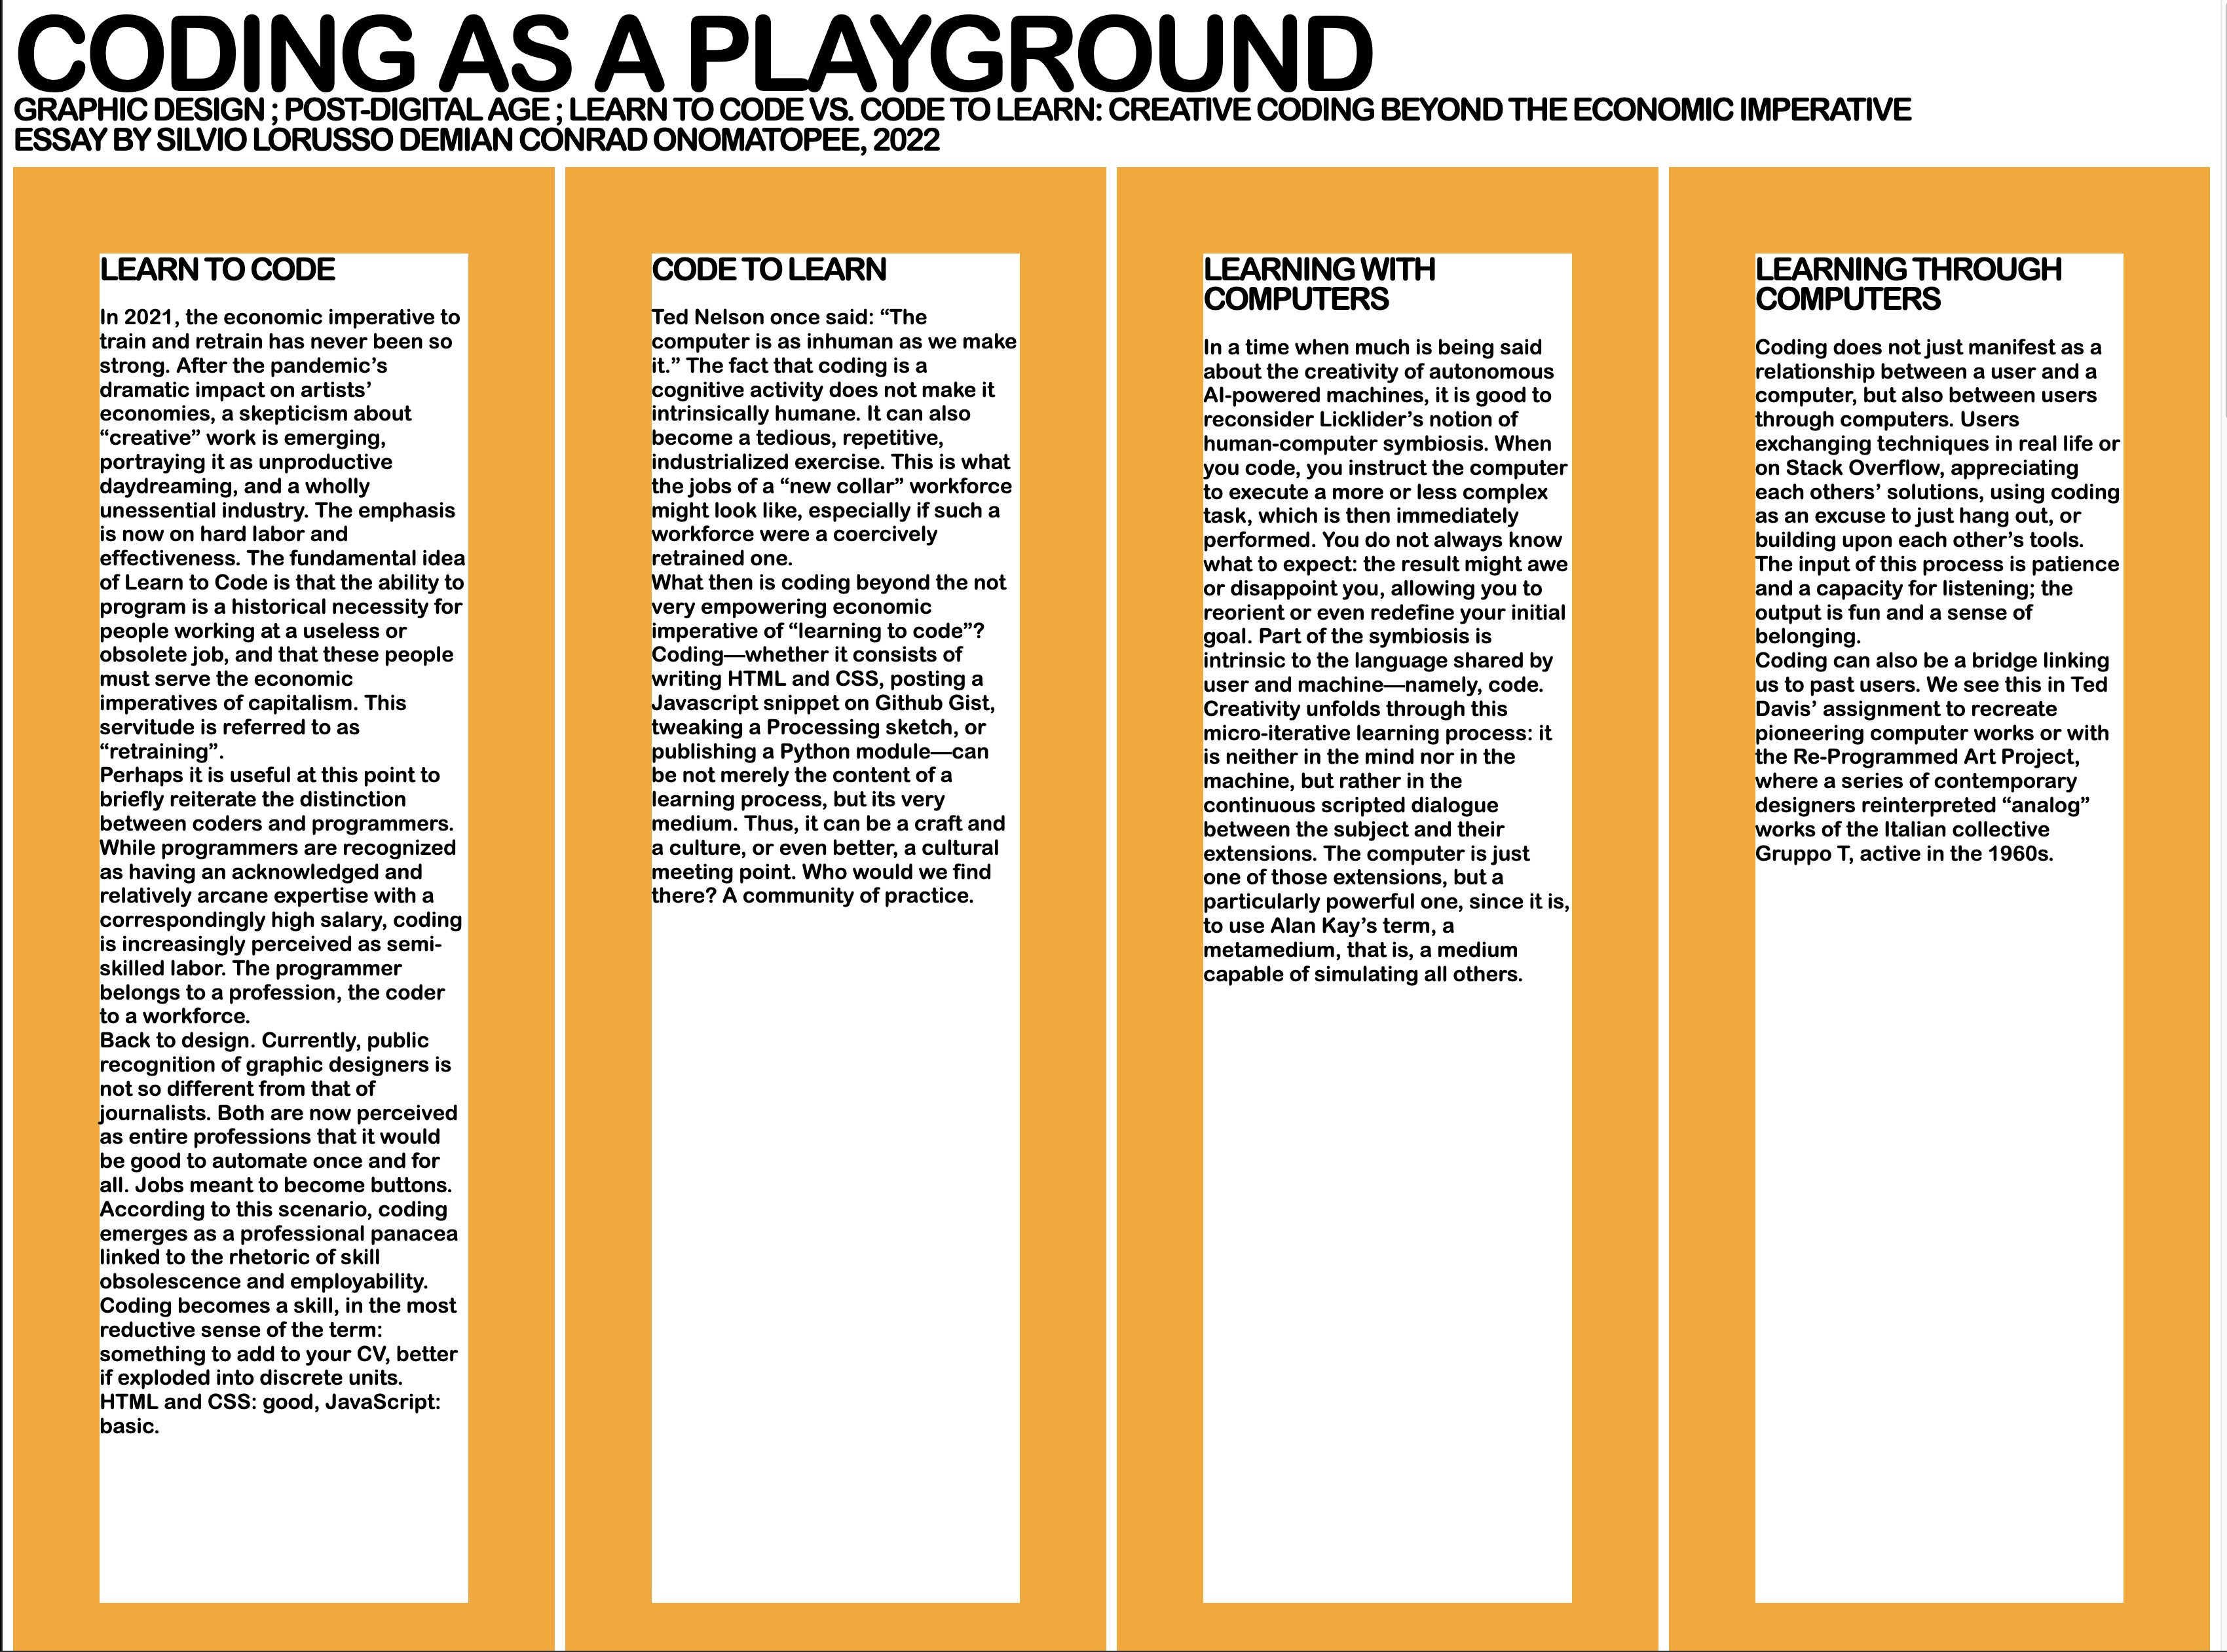 CODING AS A PLAYGROUND
GRAPHIC DESIGN ; POST-DIGITAL AGE ; LEARN TO CODE VS. CODE TO LEARN: CREATIVE CODING BEYOND THE ECONOMIC IMPERATIVE
ESSAY BY SILVIO LORUSSO DEMIAN CONRAD ONOMATOPEE, 2022
LEARN TO CODE
In 2021, the economic imperative to
train and retrain has never been so
strong. After the pandemic’s
dramatic impact on artists’
economies, a skepticism about
“creative” work is emerging,
portraying it as unproductive
daydreaming, and a wholly
unessential industry. The emphasis
is now on hard labor and
effectiveness. The fundamental idea
of Learn to Code is that the ability to
program is a historical necessity for
people working at a useless or
obsolete job, and that these people
must serve the economic
imperatives of capitalism. This
servitude is referred to as
“retraining”.
Perhaps it is useful at this point to
briefly reiterate the distinction
between coders and programmers.
While programmers are recognized
as having an acknowledged and
relatively arcane expertise with a
correspondingly high salary, coding
is increasingly perceived as semi-
skilled labor. The programmer
belongs to a profession, the coder
to a workforce.
Back to design. Currently, public
recognition of graphic designers is
not so different from that of
journalists. Both are now perceived
as entire professions that it would
be good to automate once and for
all. Jobs meant to become buttons.
According to this scenario, coding
emerges as a professional panacea
linked to the rhetoric of skill
obsolescence and employability.
Coding becomes a skill, in the most
reductive sense of the term:
something to add to your CV, better
if exploded into discrete units.
HTML and CSS: good, JavaScript:
basic.
CODE TO LEARN
Ted Nelson once said: “The
computer is as inhuman as we make
it.” The fact that coding is a
cognitive activity does not make it
intrinsically humane. It can also
become a tedious, repetitive,
industrialized exercise. This is what
the jobs of a “new collar” workforce
might look like, especially if such a
workforce were a coercively
retrained one.
What then is coding beyond the not
very empowering economic
imperative of “learning to code”?
Coding—whether it consists of
writing HTML and CSS, posting a
Javascript snippet on Github Gist,
tweaking a Processing sketch, or
publishing a Python module—can
be not merely the content of a
learning process, but its very
medium. Thus, it can be a craft and
a culture, or even better, a cultural
meeting point. Who would we find
there? A community of practice.
LEARNING WITH
COMPUTERS
In a time when much is being said
about the creativity of autonomous
AI-powered machines, it is good to
reconsider Licklider’s notion of
human-computer symbiosis. When
you code, you instruct the computer
to execute a more or less complex
task, which is then immediately
performed. You do not always know
what to expect: the result might awe
or disappoint you, allowing you to
reorient or even redefine your initial
goal. Part of the symbiosis is
intrinsic to the language shared by
user and machine—namely, code.
Creativity unfolds through this
micro-iterative learning process: it
is neither in the mind nor in the
machine, but rather in the
continuous scripted dialogue
between the subject and their
extensions. The computer is just
one of those extensions, but a
particularly powerful one, since it is,
to use Alan Kay’s term, a
metamedium, that is, a medium
capable of simulating all others.
LEARNING THROUGH
COMPUTERS
Coding does not just manifest as a
relationship between a user and a
computer, but also between users
through computers. Users
exchanging techniques in real life or
on Stack Overflow, appreciating
each others’ solutions, using coding
as an excuse to just hang out, or
building upon each other’s tools.
The input of this process is patience
and a capacity for listening; the
output is fun and a sense of
belonging.
Coding can also be a bridge linking
us to past users. We see this in Ted
Davis’ assignment to recreate
pioneering computer works or with
the Re-Programmed Art Project,
where a series of contemporary
designers reinterpreted “analog”
works of the Italian collective
Gruppo T, active in the 1960s.